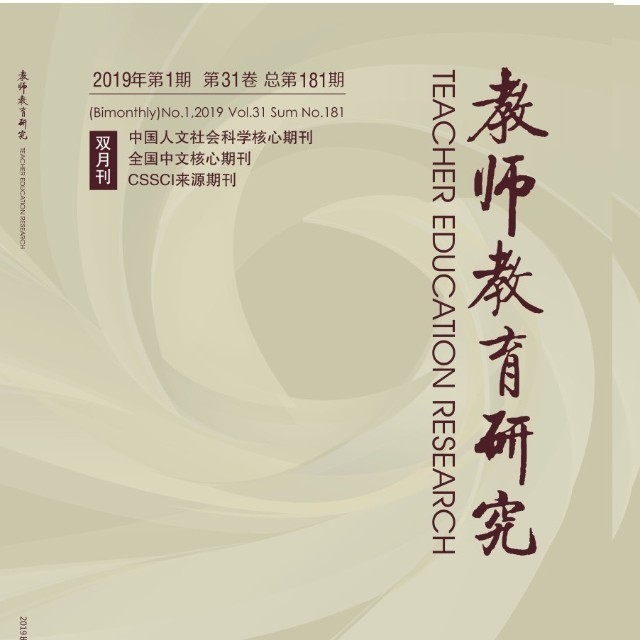 2019年第1期 第31卷 总第181期
(Bimonthly)No.1,2019 Vol.31 Sum No.181
双月刊
中国人文社会科学核心期刊
全国中文核心期刊
CSSCI来源期刊
教师教育研究
TEACHER EDUCATION RESEARCH
教师教育研究
TEACHER EDUCATION RESEARCH